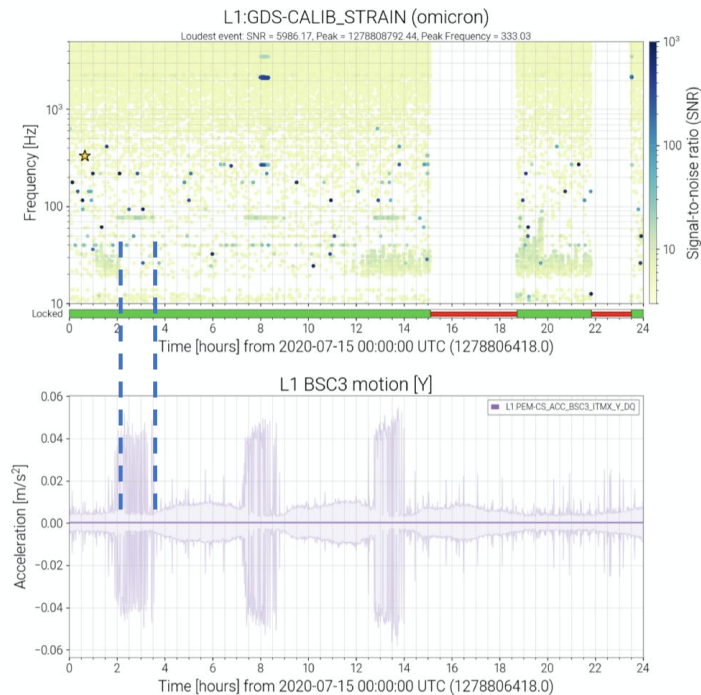 L1:GDS-CALIB_STRAIN (omicron)
Loudest event: SNR = 5986.17, Peak = 1278808792.44, Peak Frequency = 333.03
Frequency [Hz]
10³
100
10
Signal-to-noise ratio (SNR)
10³
100
10
Locked
0 2 4 6 8 10 12 14 16 18 20 22 24
Time [hours] from 2020-07-15 00:00:00 UTC (1278806418.0)
L1 BSC3 motion [Y]
L1:PEM-CS_ACC_BSC3_ITMX_Y_DQ
Acceleration [m/s²]
0.06
0.04
0.02
0.00
−0.02
−0.04
−0.06
0 2 4 6 8 10 12 14 16 18 20 22 24
Time [hours] from 2020-07-15 00:00:00 UTC (1278806418.0)